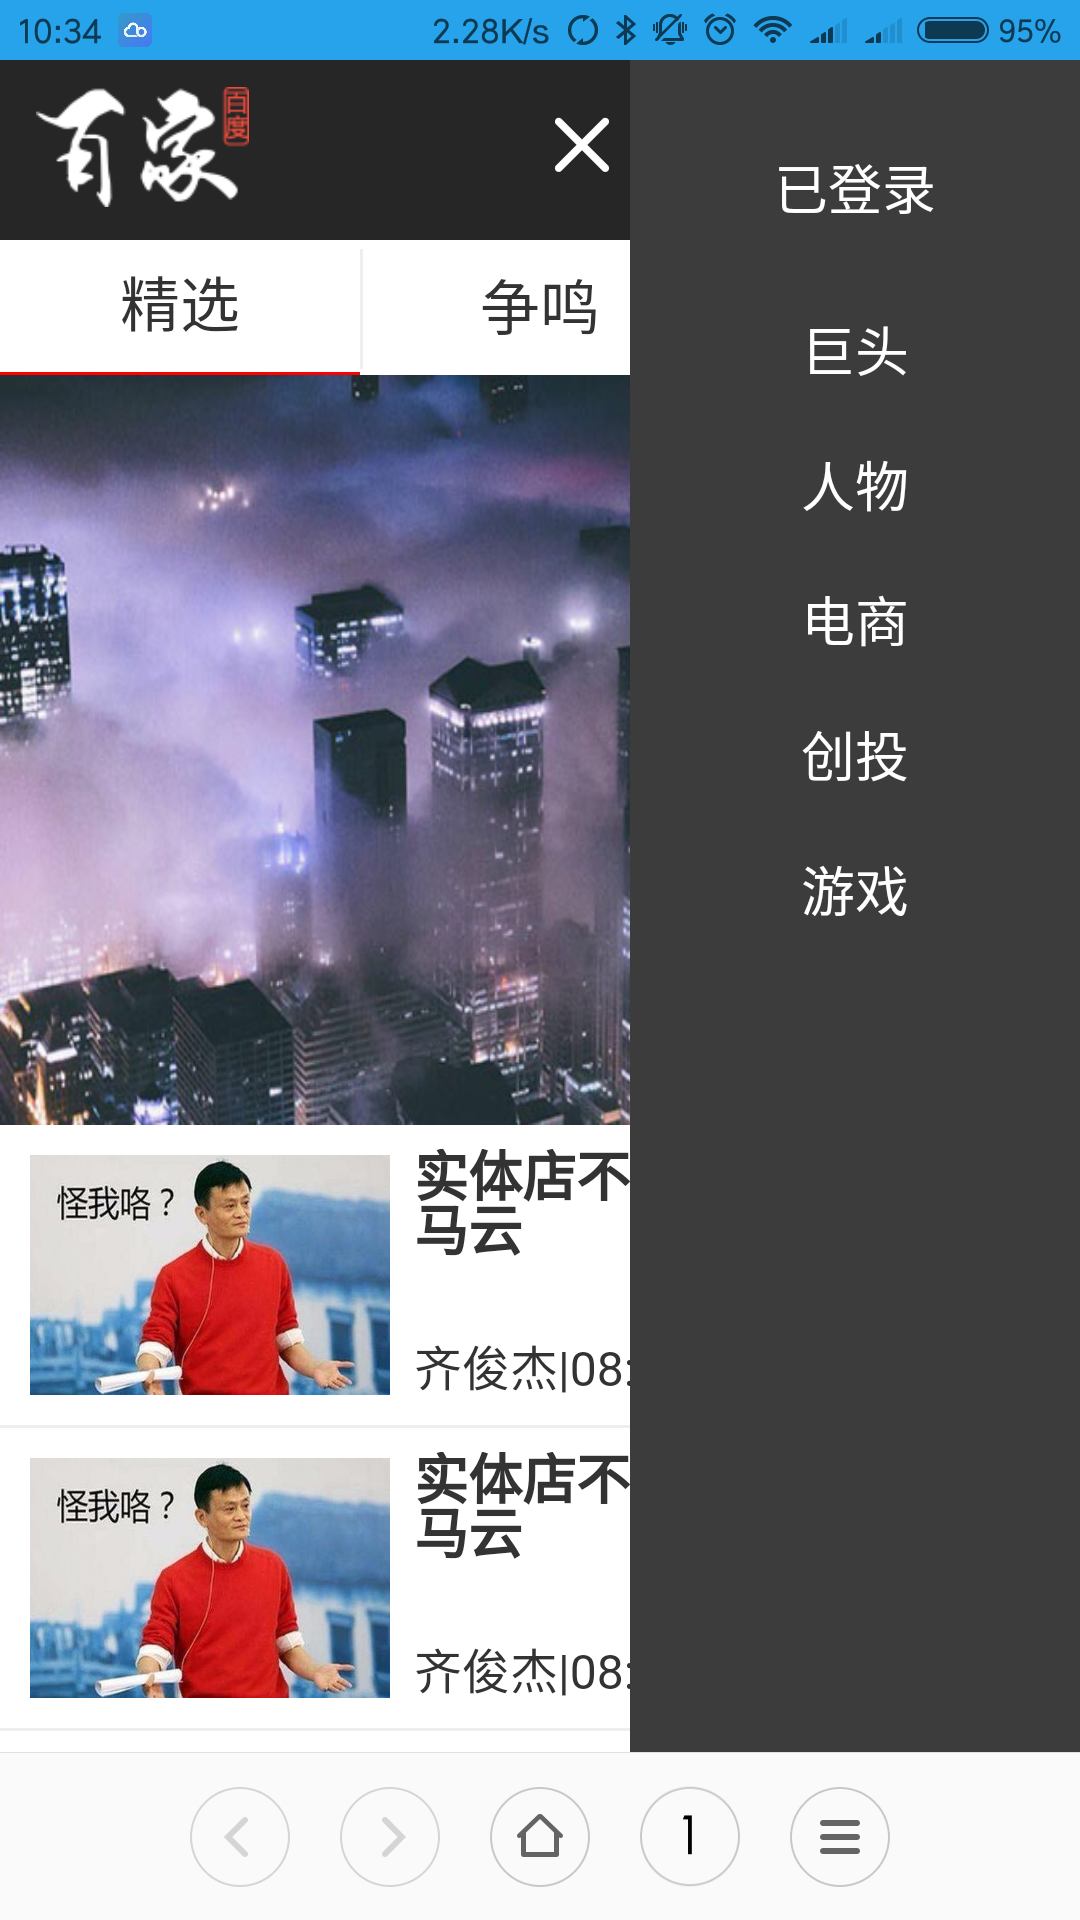 10:34
2.28K/s
95%
百家
百度
已登录
精选
争鸣
巨头
人物
电商
创投
游戏
怪我咯？
实体店不
马云
齐俊杰|08:
怪我咯？
实体店不
马云
齐俊杰|08:
1